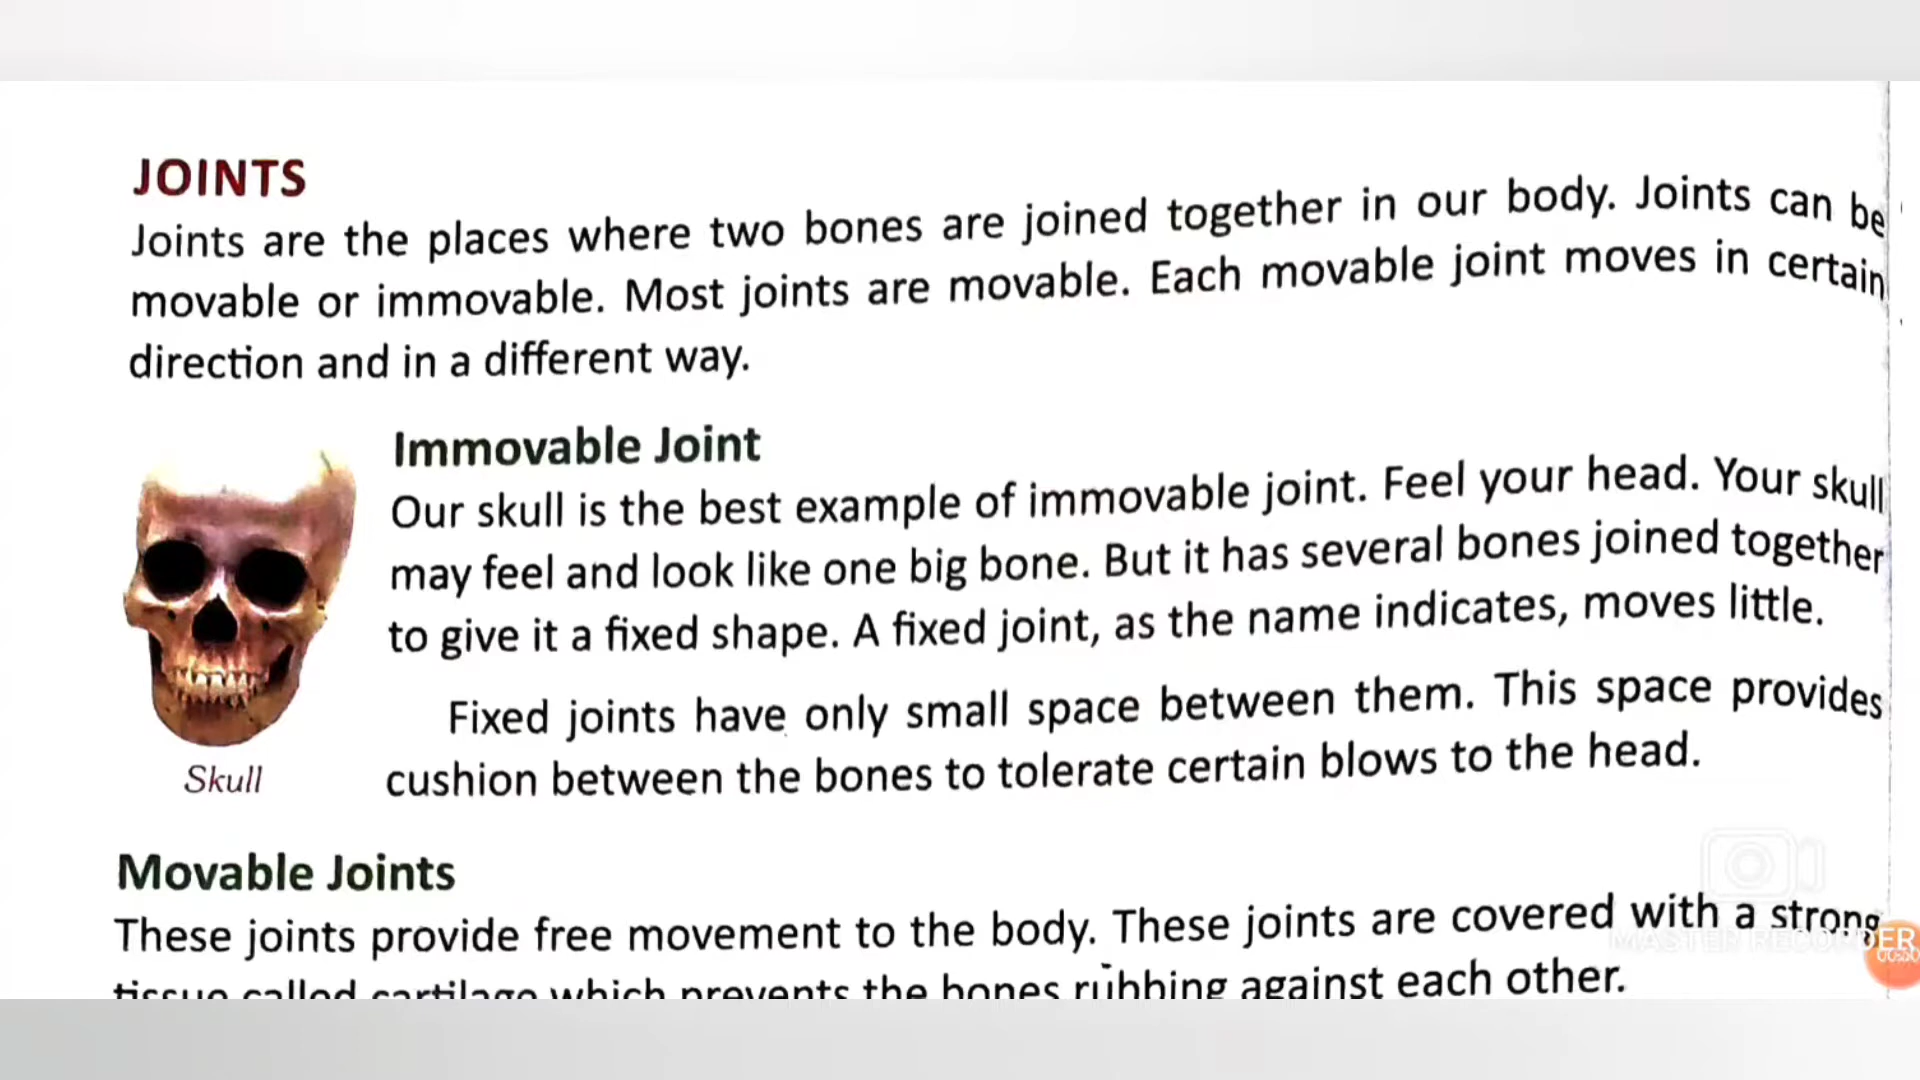 JOINTS
Joints are the places where two bones are joined together in our body. Joints can be
movable or immovable. Most joints are movable. Each movable joint moves in certain
direction and in a different way.
Immovable Joint
Our skull is the best example of immovable joint. Feel your head. Your skull
may feel and look like one big bone. But it has several bones joined together
to give it a fixed shape. A fixed joint, as the name indicates, moves little.
Fixed joints have only small space between them. This space provides
cushion between the bones to tolerate certain blows to the head.
Skull
Movable Joints
These joints provide free movement to the body. These joints are covered with a strong
tissue called cartilage which prevents the bones rubbing against each other.
MASTER RECORDER